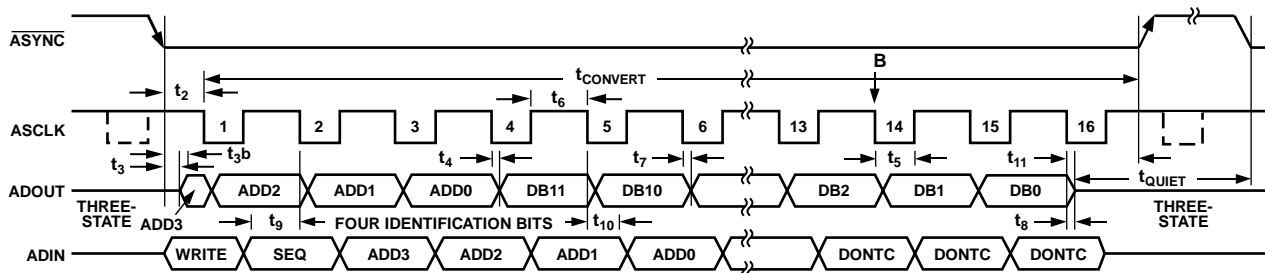 ASYNC
B
tCONVERT
t2
t6
ASCLK
1 2 3 4 5 6 13 14 15 16
t3b
t3
t4
t7
t5
t11
ADOUT
ADD2 ADD1 ADD0 DB11 DB10 DB2 DB1 DB0
tQUIET
THREE-
STATE
ADD3
t9
FOUR IDENTIFICATION BITS
t10
t8
THREE-
STATE
ADIN
WRITE SEQ ADD3 ADD2 ADD1 ADD0 DONTC DONTC DONTC